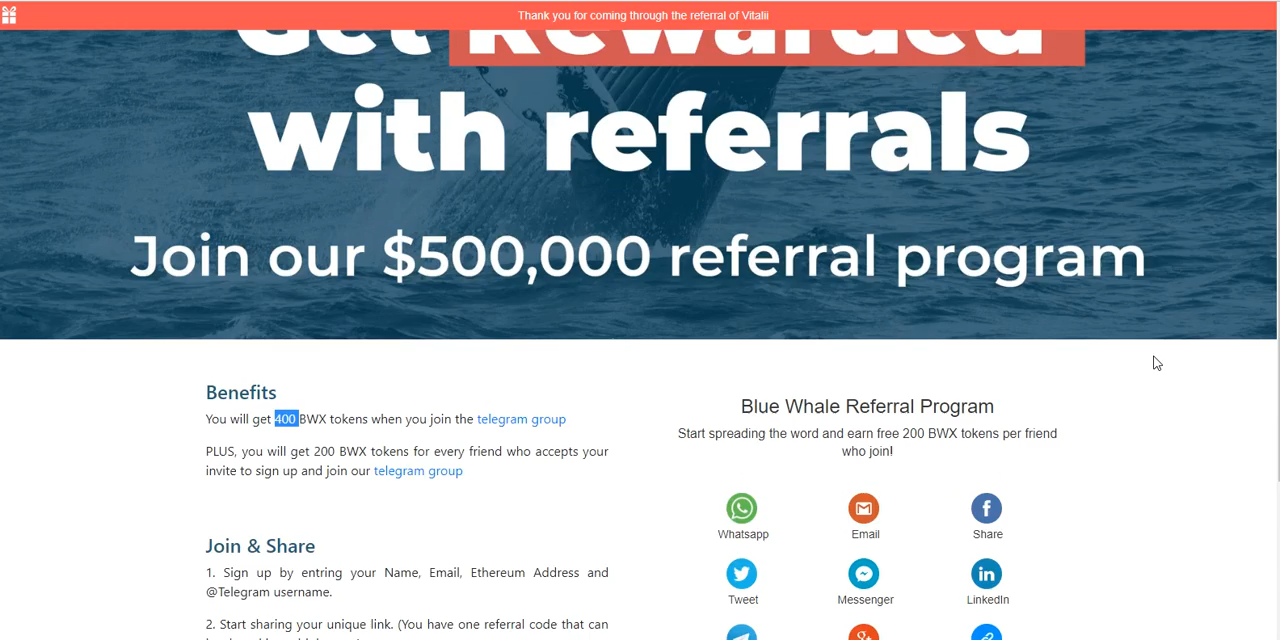 Thank you for coming through the referral of Vitalii
Get Rewarded
with referrals
Join our $500,000 referral program
Benefits
You will get 400 BWX tokens when you join the telegram group
PLUS, you will get 200 BWX tokens for every friend who accepts your
invite to sign up and join our telegram group
Join & Share
1. Sign up by entring your Name, Email, Ethereum Address and
@Telegram username.
2. Start sharing your unique link. (You have one referral code that can
Blue Whale Referral Program
Start spreading the word and earn free 200 BWX tokens per friend
who join!
Whatsapp
Email
Share
Tweet
Messenger
LinkedIn